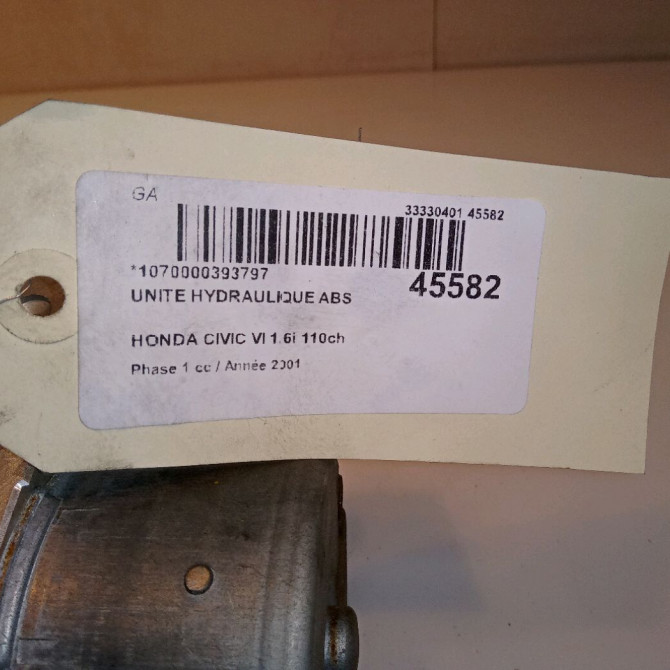 GA
33330401 45582
*1070000393797
45582
UNITE HYDRAULIQUE ABS
HONDA CIVIC VI 1.6i 110ch
Phase 1 cc / Année 2001